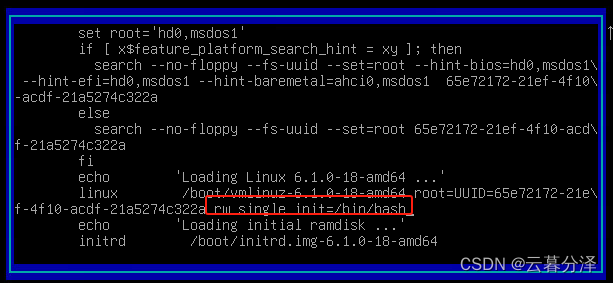 set root='hd0,msdos1'
if [ x$feature_platform_search_hint = xy ]; then
search --no-floppy --fs-uuid --set=root --hint-bios=hd0,msdos1\
--hint-efi=hd0,msdos1 --hint-baremetal=ahci0,msdos1  65e72172-21ef-4f10\
-acdf-21a5274c322a
else
search --no-floppy --fs-uuid --set=root 65e72172-21ef-4f10-acd\
f-21a5274c322a
fi
echo 'Loading Linux 6.1.0-18-amd64 ...'
linux /boot/vmlinuz-6.1.0-18-amd64 root=UUID=65e72172-21e\
f-4f10-acdf-21a5274c322a rw single init=/bin/bash_
echo 'Loading initial ramdisk ...'
initrd /boot/initrd.img-6.1.0-18-amd64
CSDN @云暮分泽